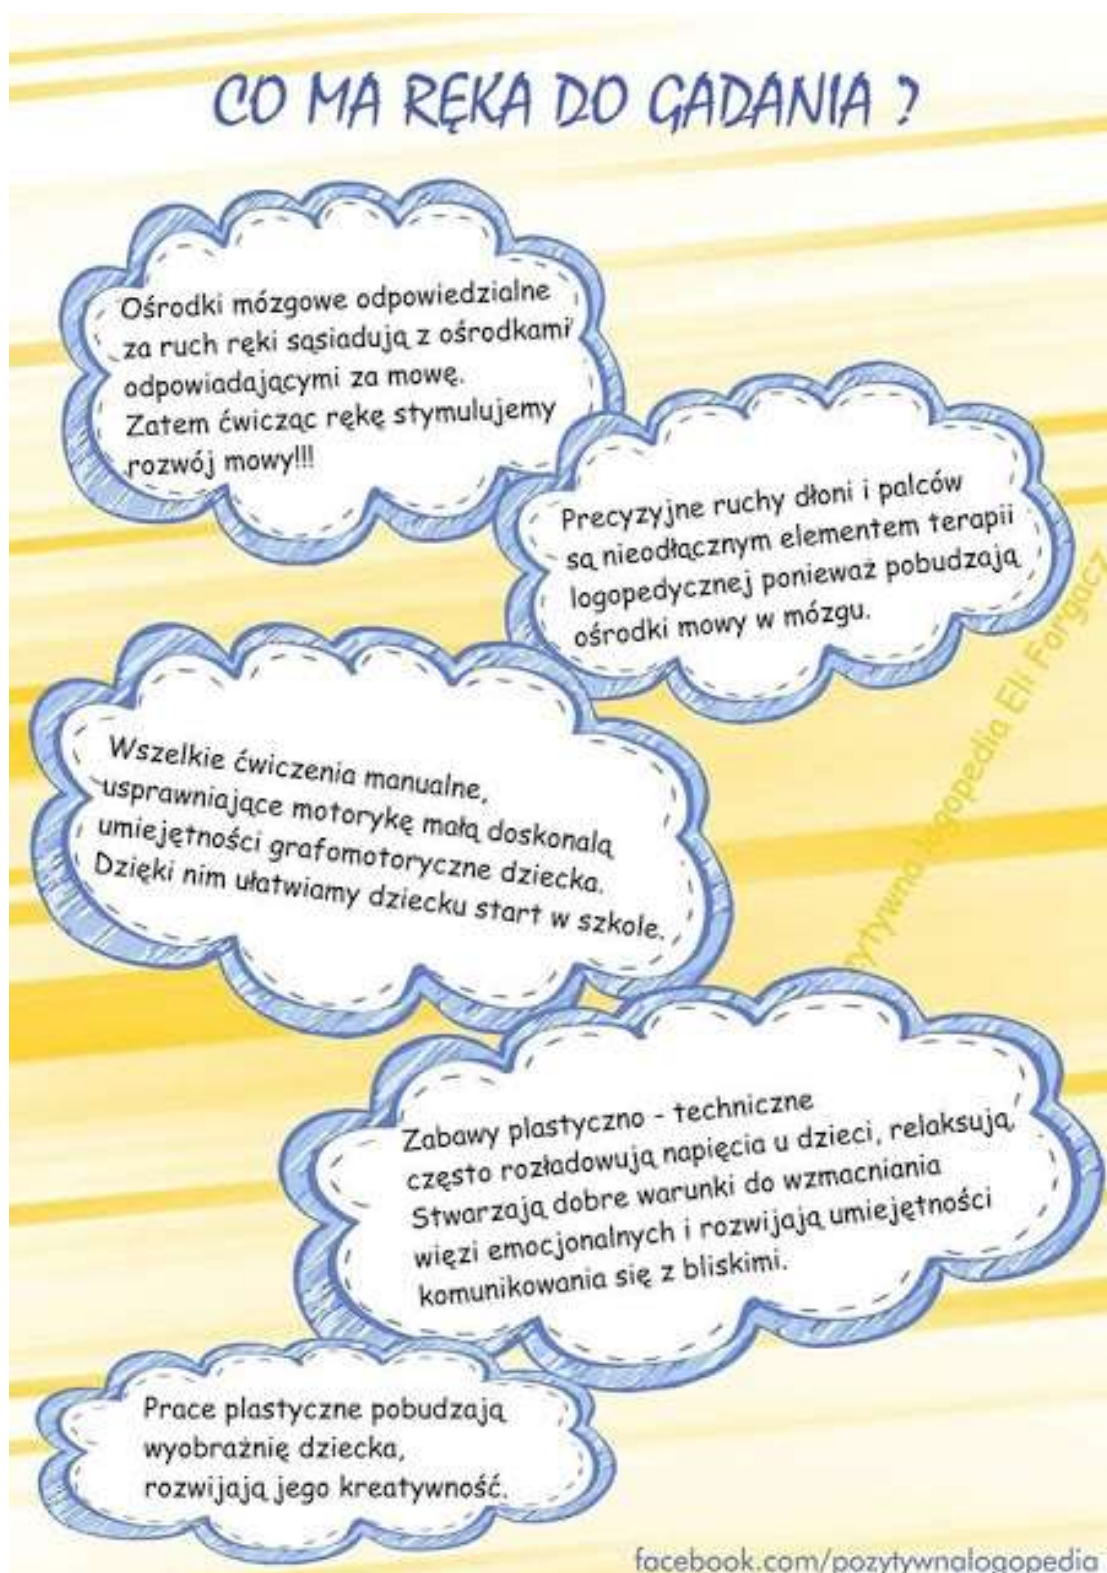 CO MA RĘKA DO GADANIA ?
Ośrodki mózgowe odpowiedzialne
za ruch ręki sąsiadują z ośrodkami
odpowiadającymi za mowę.
Zatem ćwicząc rękę stymulujemy
rozwój mowy!!!
Precyzyjne ruchy dłoni i palców
są nieodłącznym elementem terapii
logopedycznej ponieważ pobudzają
ośrodki mowy w mózgu.
Wszelkie ćwiczenia manualne,
usprawniające motorykę małą doskonalą
umiejętności grafomotoryczne dziecka.
Dzięki nim ułatwiamy dziecku start w szkole.
Zabawy plastyczno - techniczne
często rozładowują napięcia u dzieci, relaksują.
Stwarzają dobre warunki do wzmacniania
więzi emocjonalnych i rozwijają umiejętności
komunikowania się z bliskimi.
Prace plastyczne pobudzają
wyobraźnię dziecka,
rozwijają jego kreatywność.
zytywna logopedia Eli Forgacz
facebook.com/pozytywnalogopedia